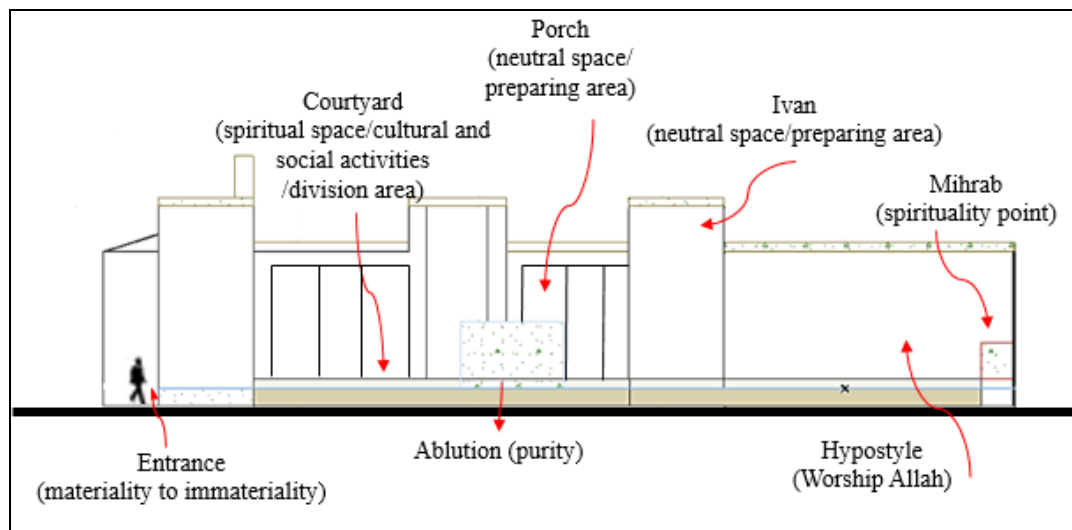 Porch
(neutral space/
preparing area)
Courtyard
(spiritual space/cultural and
social activities
/division area)
Ivan
(neutral space/preparing area)
Mihrab
(spirituality point)
Entrance
(materiality to immateriality)
Ablution (purity)
Hypostyle
(Worship Allah)